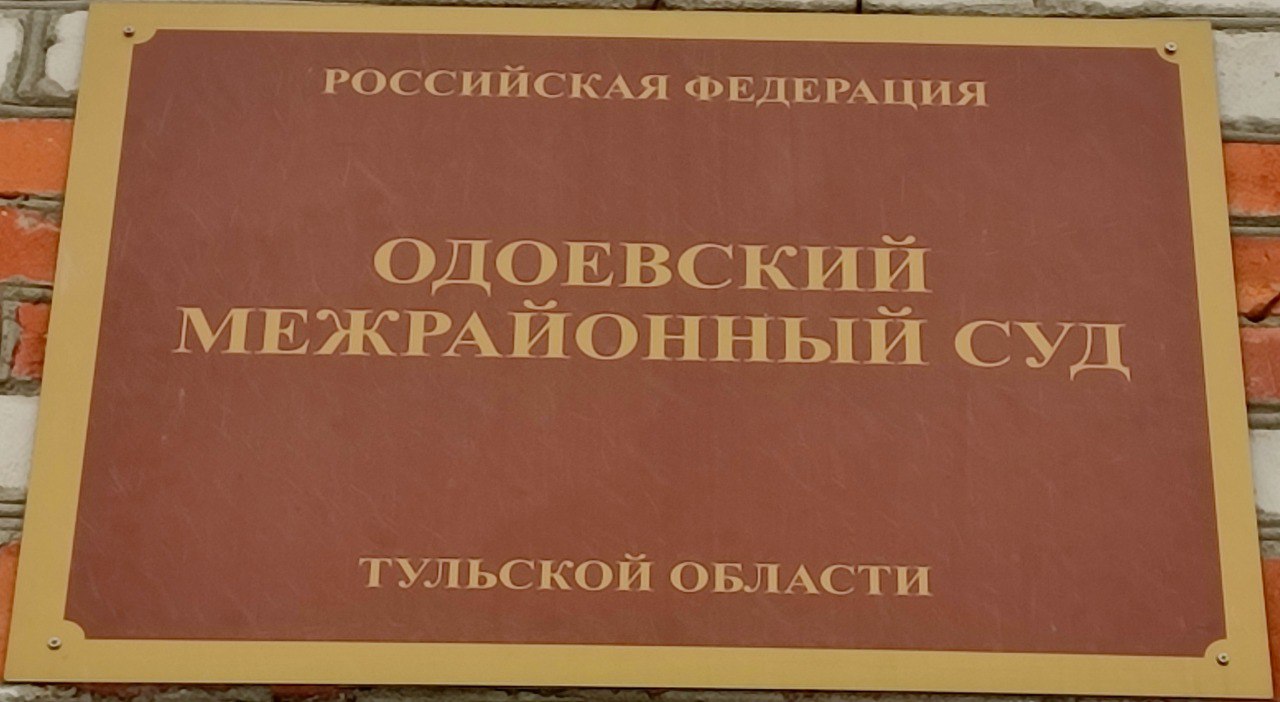 РОССИЙСКАЯ ФЕДЕРАЦИЯ
ОДОЕВСКИЙ
МЕЖРАЙОННЫЙ СУД
ТУЛЬСКОЙ ОБЛАСТИ